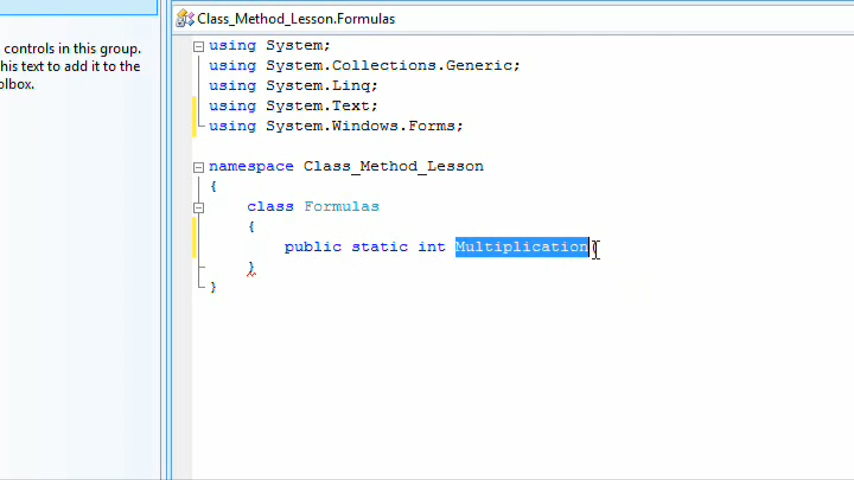 controls in this group.
his text to add it to the
olbox.
Class_Method_Lesson.Formulas
using System;
using System.Collections.Generic;
using System.Linq;
using System.Text;
using System.Windows.Forms;
namespace Class_Method_Lesson
{
class Formulas
{
public static int Multiplication(
}
}